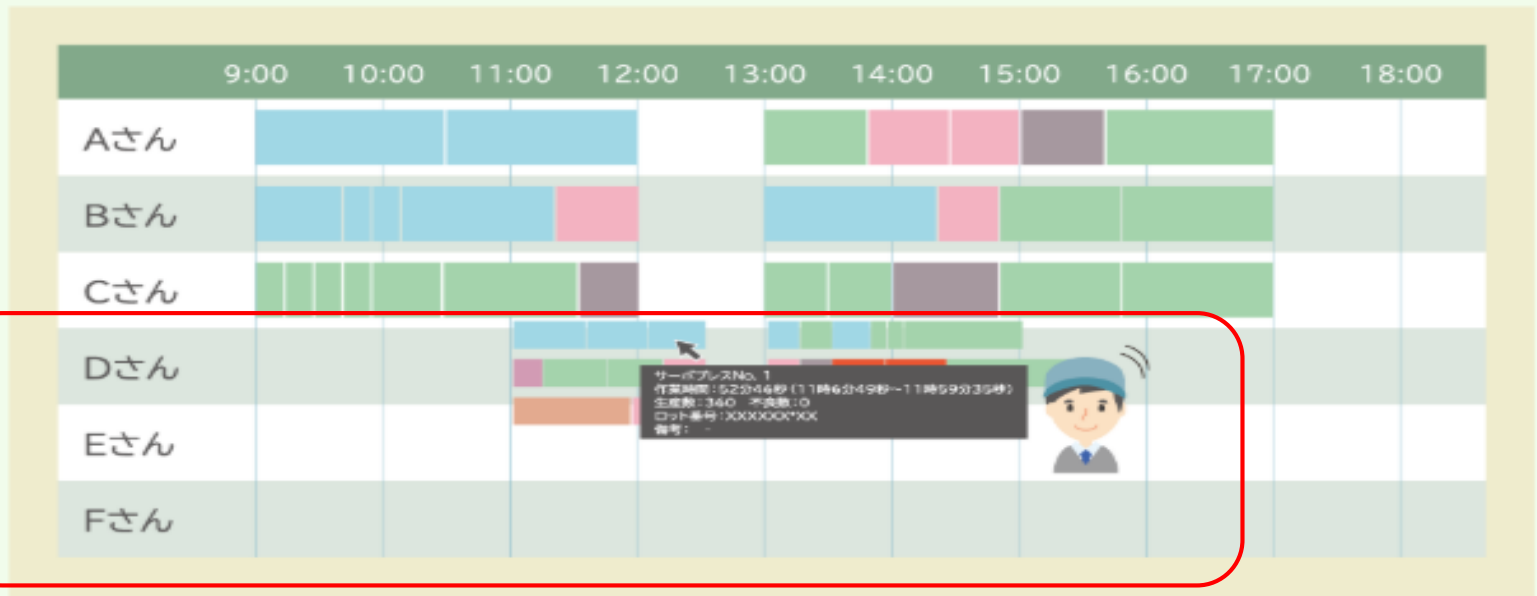 9:00 10:00 11:00 12:00 13:00 14:00 15:00 16:00 17:00 18:00
Aさん
Bさん
Cさん
Dさん
サーボプレスNo. 1
作業時間:52分46秒(11時6分49秒~11時59分35秒)
生産数:360 不良数:0
ロット番号:XXXXXX*XX
備考: -
Eさん
Fさん